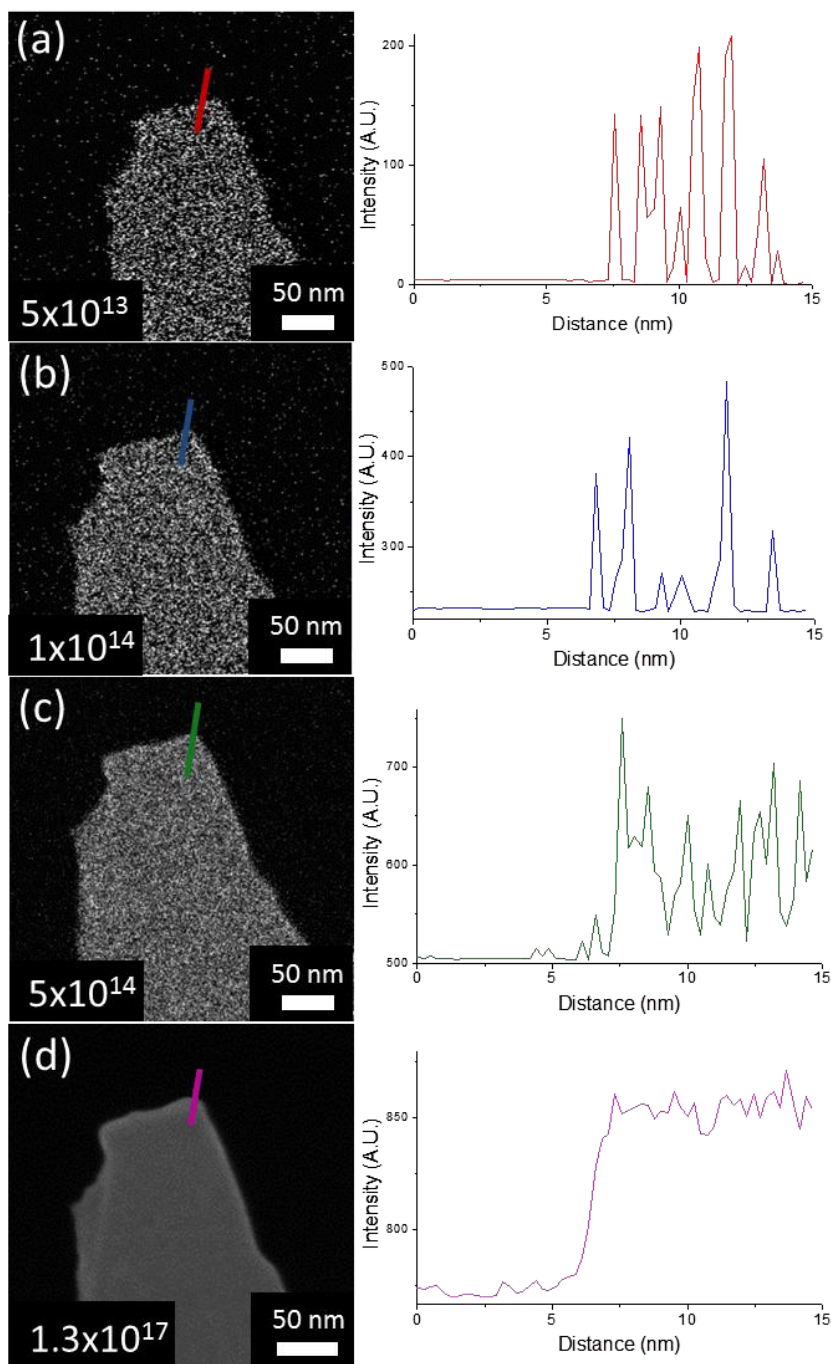 (a)
5x10¹³
50 nm
200
100
0
Intensity (A.U.)
0
5
10
15
Distance (nm)
(b)
1x10¹⁴
50 nm
500
400
300
Intensity (A.U.)
0
5
10
15
Distance (nm)
(c)
5x10¹⁴
50 nm
700
600
500
Intensity (A.U.)
0
5
10
15
Distance (nm)
(d)
1.3x10¹⁷
50 nm
850
800
Intensity (A.U.)
0
5
10
15
Distance (nm)